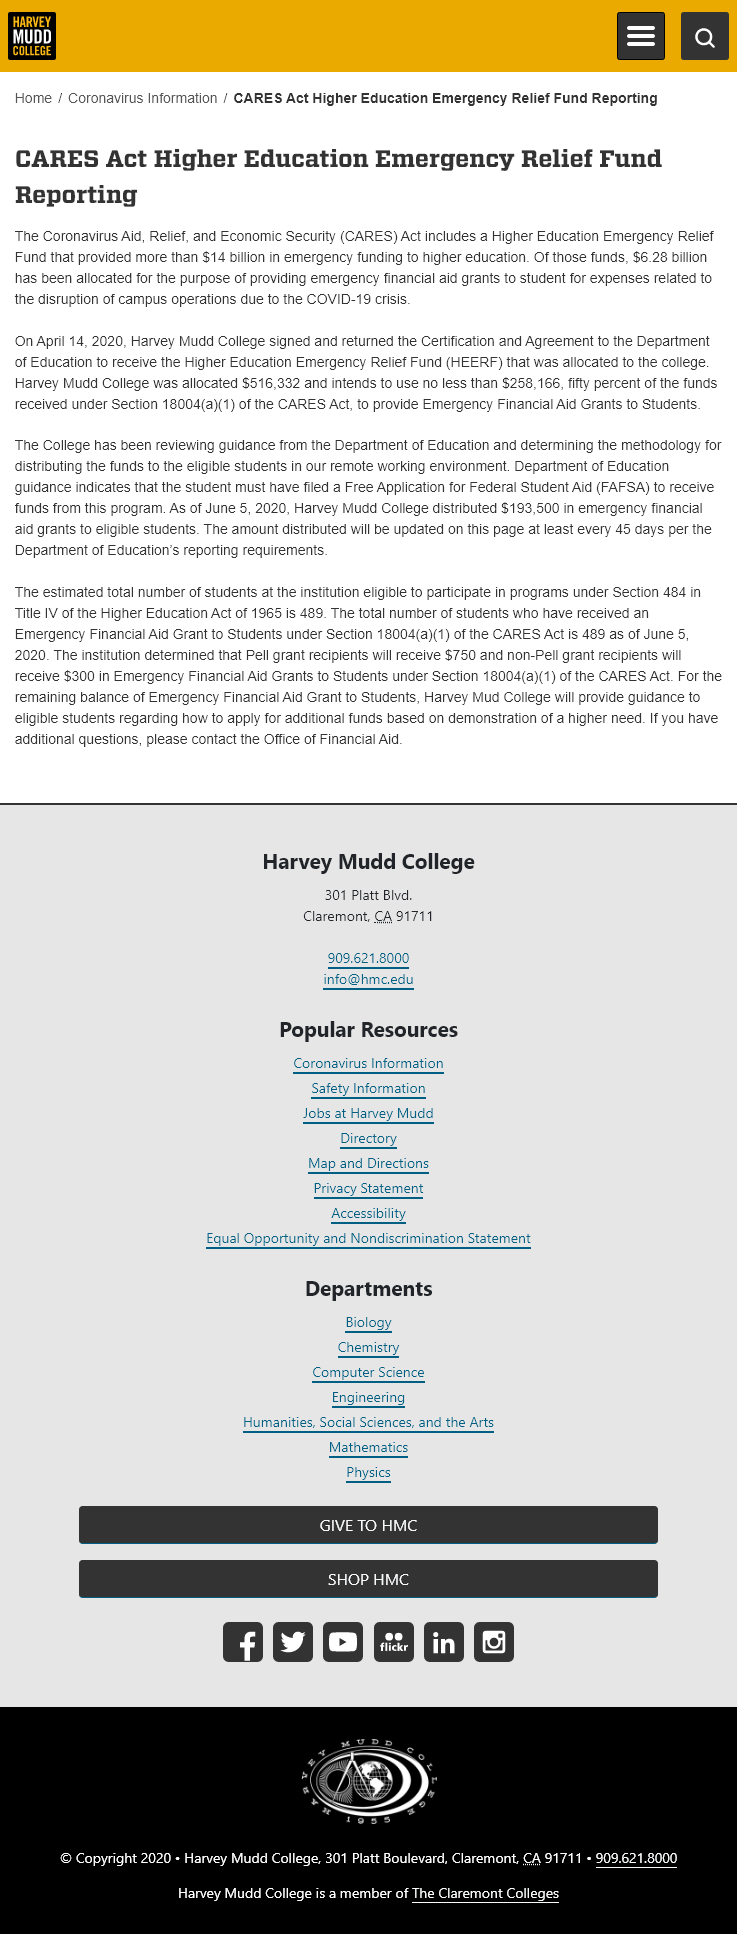 HARVEY
MUDD
COLLEGE
Home / Coronavirus Information / CARES Act Higher Education Emergency Relief Fund Reporting
CARES Act Higher Education Emergency Relief Fund
Reporting
The Coronavirus Aid, Relief, and Economic Security (CARES) Act includes a Higher Education Emergency Relief
Fund that provided more than $14 billion in emergency funding to higher education. Of those funds, $6.28 billion
has been allocated for the purpose of providing emergency financial aid grants to student for expenses related to
the disruption of campus operations due to the COVID-19 crisis.
On April 14, 2020, Harvey Mudd College signed and returned the Certification and Agreement to the Department
of Education to receive the Higher Education Emergency Relief Fund (HEERF) that was allocated to the college.
Harvey Mudd College was allocated $516,332 and intends to use no less than $258,166, fifty percent of the funds
received under Section 18004(a)(1) of the CARES Act, to provide Emergency Financial Aid Grants to Students.
The College has been reviewing guidance from the Department of Education and determining the methodology for
distributing the funds to the eligible students in our remote working environment. Department of Education
guidance indicates that the student must have filed a Free Application for Federal Student Aid (FAFSA) to receive
funds from this program. As of June 5, 2020, Harvey Mudd College distributed $193,500 in emergency financial
aid grants to eligible students. The amount distributed will be updated on this page at least every 45 days per the
Department of Education's reporting requirements.
The estimated total number of students at the institution eligible to participate in programs under Section 484 in
Title IV of the Higher Education Act of 1965 is 489. The total number of students who have received an
Emergency Financial Aid Grant to Students under Section 18004(a)(1) of the CARES Act is 489 as of June 5,
2020. The institution determined that Pell grant recipients will receive $750 and non-Pell grant recipients will
receive $300 in Emergency Financial Aid Grants to Students under Section 18004(a)(1) of the CARES Act. For the
remaining balance of Emergency Financial Aid Grant to Students, Harvey Mud College will provide guidance to
eligible students regarding how to apply for additional funds based on demonstration of a higher need. If you have
additional questions, please contact the Office of Financial Aid.
Harvey Mudd College
301 Platt Blvd.
Claremont, CA 91711
909.621.8000
info@hmc.edu
Popular Resources
Coronavirus Information
Safety Information
Jobs at Harvey Mudd
Directory
Map and Directions
Privacy Statement
Accessibility
Equal Opportunity and Nondiscrimination Statement
Departments
Biology
Chemistry
Computer Science
Engineering
Humanities, Social Sciences, and the Arts
Mathematics
Physics
GIVE TO HMC
SHOP HMC
flickr
in
HARVEY MUDD COLLEGE
1955
© Copyright 2020 • Harvey Mudd College, 301 Platt Boulevard, Claremont, CA 91711 • 909.621.8000
Harvey Mudd College is a member of The Claremont Colleges